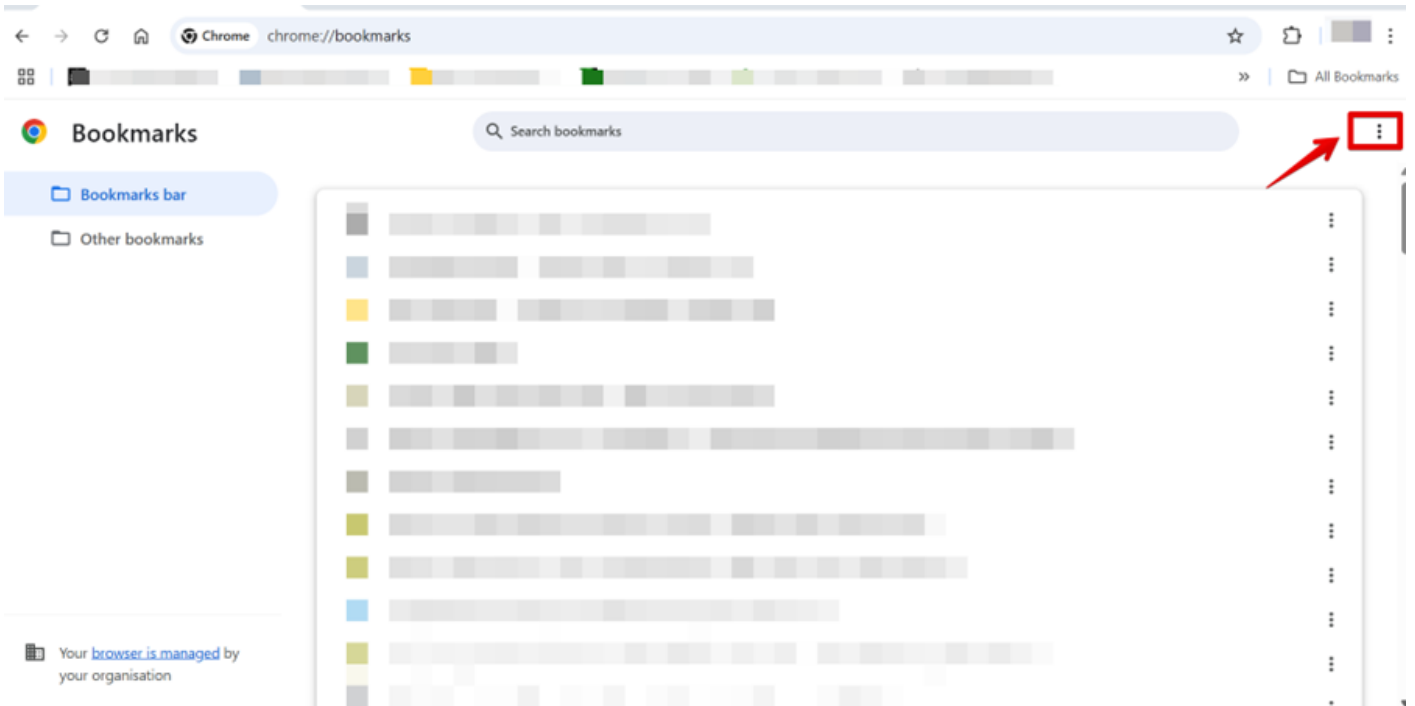 Chrome chrome://bookmarks
All Bookmarks
Bookmarks
Search bookmarks
Bookmarks bar
Other bookmarks
Your browser is managed by
your organisation